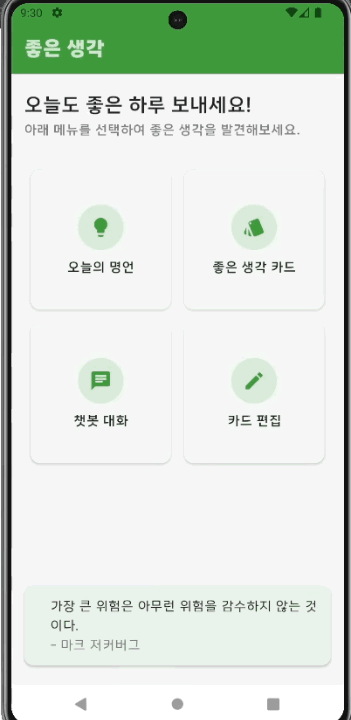 9:30
좋은 생각
오늘도 좋은 하루 보내세요!
아래 메뉴를 선택하여 좋은 생각을 발견해보세요.
오늘의 명언
좋은 생각 카드
챗봇 대화
카드 편집
가장 큰 위험은 아무런 위험을 감수하지 않는 것
이다.
- 마크 저커버그